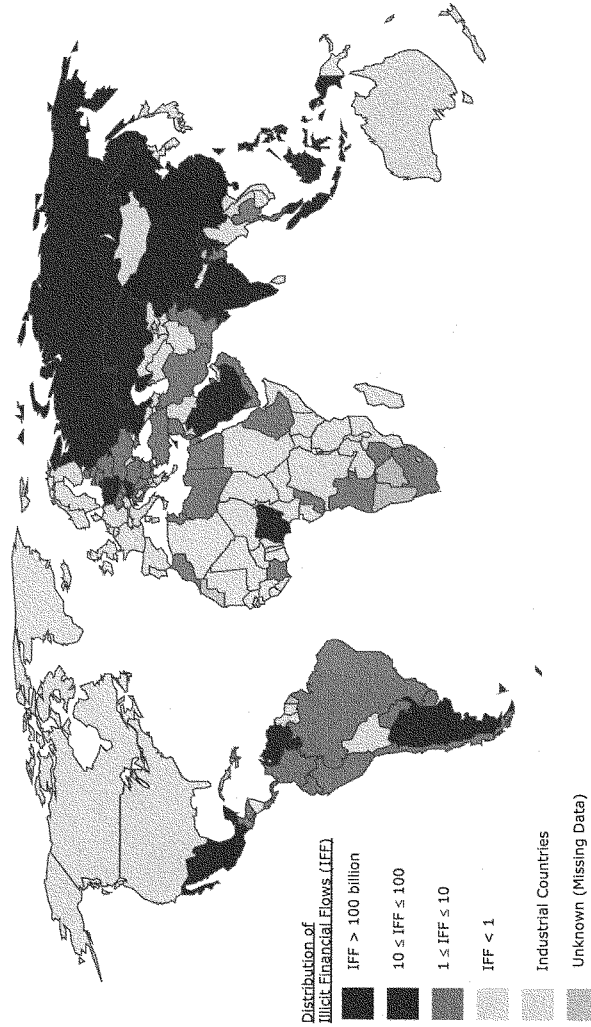 Distribution of
Illicit Financial Flows (IFF)
IFF > 100 billion
10 ≤ IFF ≤ 100
1 ≤ IFF ≤ 10
IFF < 1
Industrial Countries
Unknown (Missing Data)